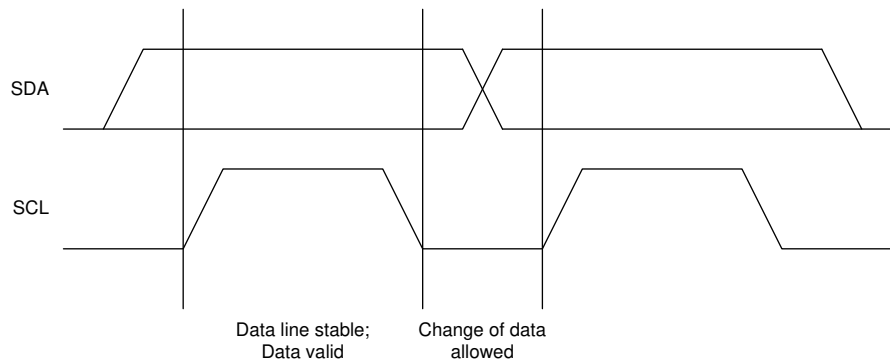 SDA
SCL
Data line stable;
Data valid
Change of data
allowed